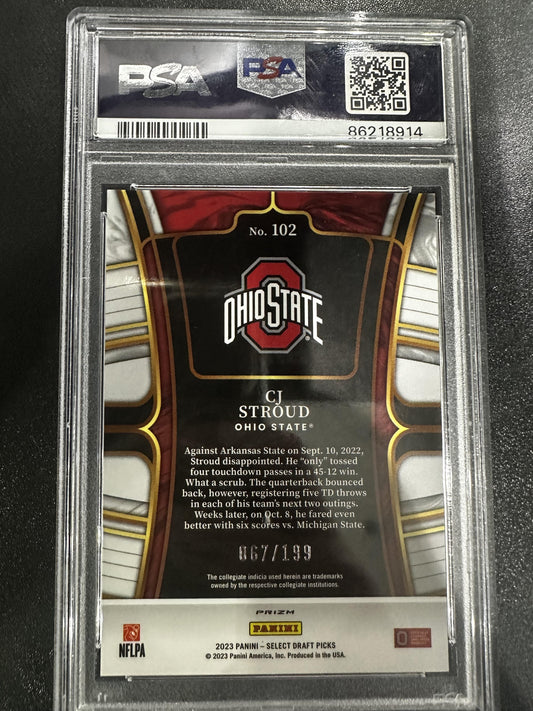 PSA
PSA
86218914
No. 102
OHIO STATE
CJ
STROUD
OHIO STATE®
Against Arkansas State on Sept. 10, 2022,
Stroud disappointed. He “only” tossed
four touchdown passes in a 45-12 win.
What a scrub. The quarterback bounced
back, however, registering five TD throws
in each of his team's next two outings.
Weeks later, on Oct. 8, he fared even
better with six scores vs. Michigan State.
067/199
The collegiate indicia used herein are trademarks
owned by the respective collegiate institutions.
PRIZM
PANINI
NFLPA
2023 PANINI – SELECT DRAFT PICKS
© 2023 Panini America, Inc. Produced in the USA.